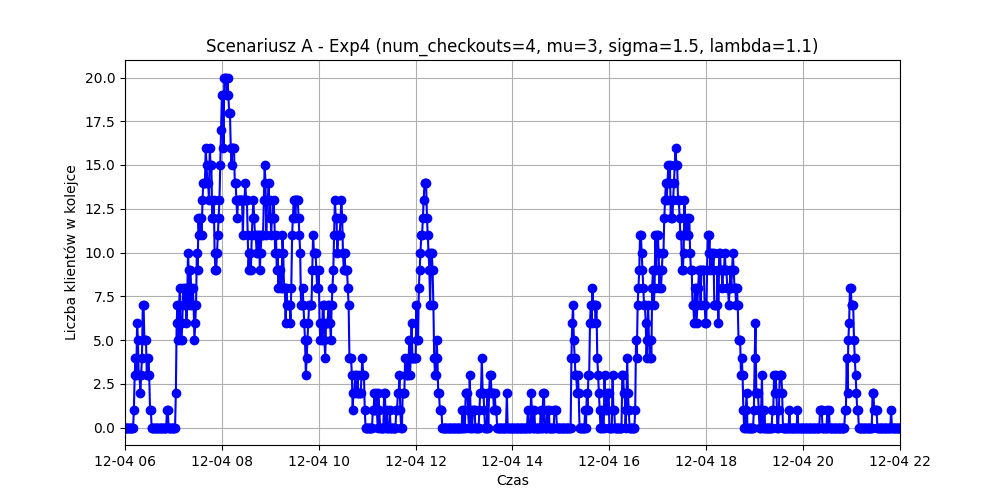 Scenariusz A - Exp4 (num_checkouts=4, mu=3, sigma=1.5, lambda=1.1)
Liczba klientów w kolejce
20.0
17.5
15.0
12.5
10.0
7.5
5.0
2.5
0.0
12-04 06 12-04 08 12-04 10 12-04 12 12-04 14 12-04 16 12-04 18 12-04 20 12-04 22
Czas